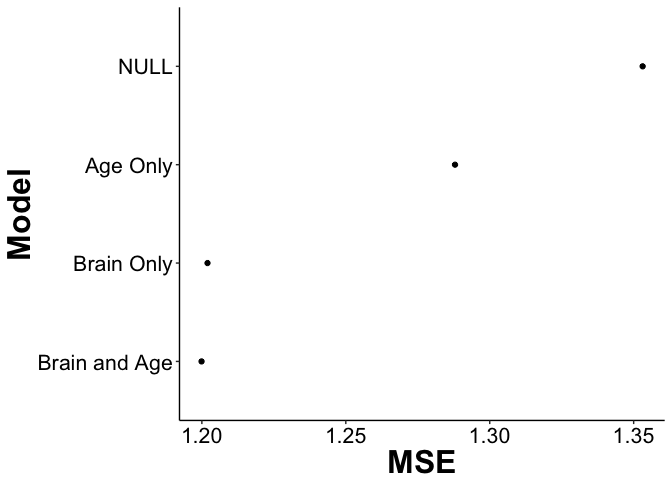 NULL
Age Only
Brain Only
Brain and Age
Model
1.20 1.25 1.30 1.35
MSE